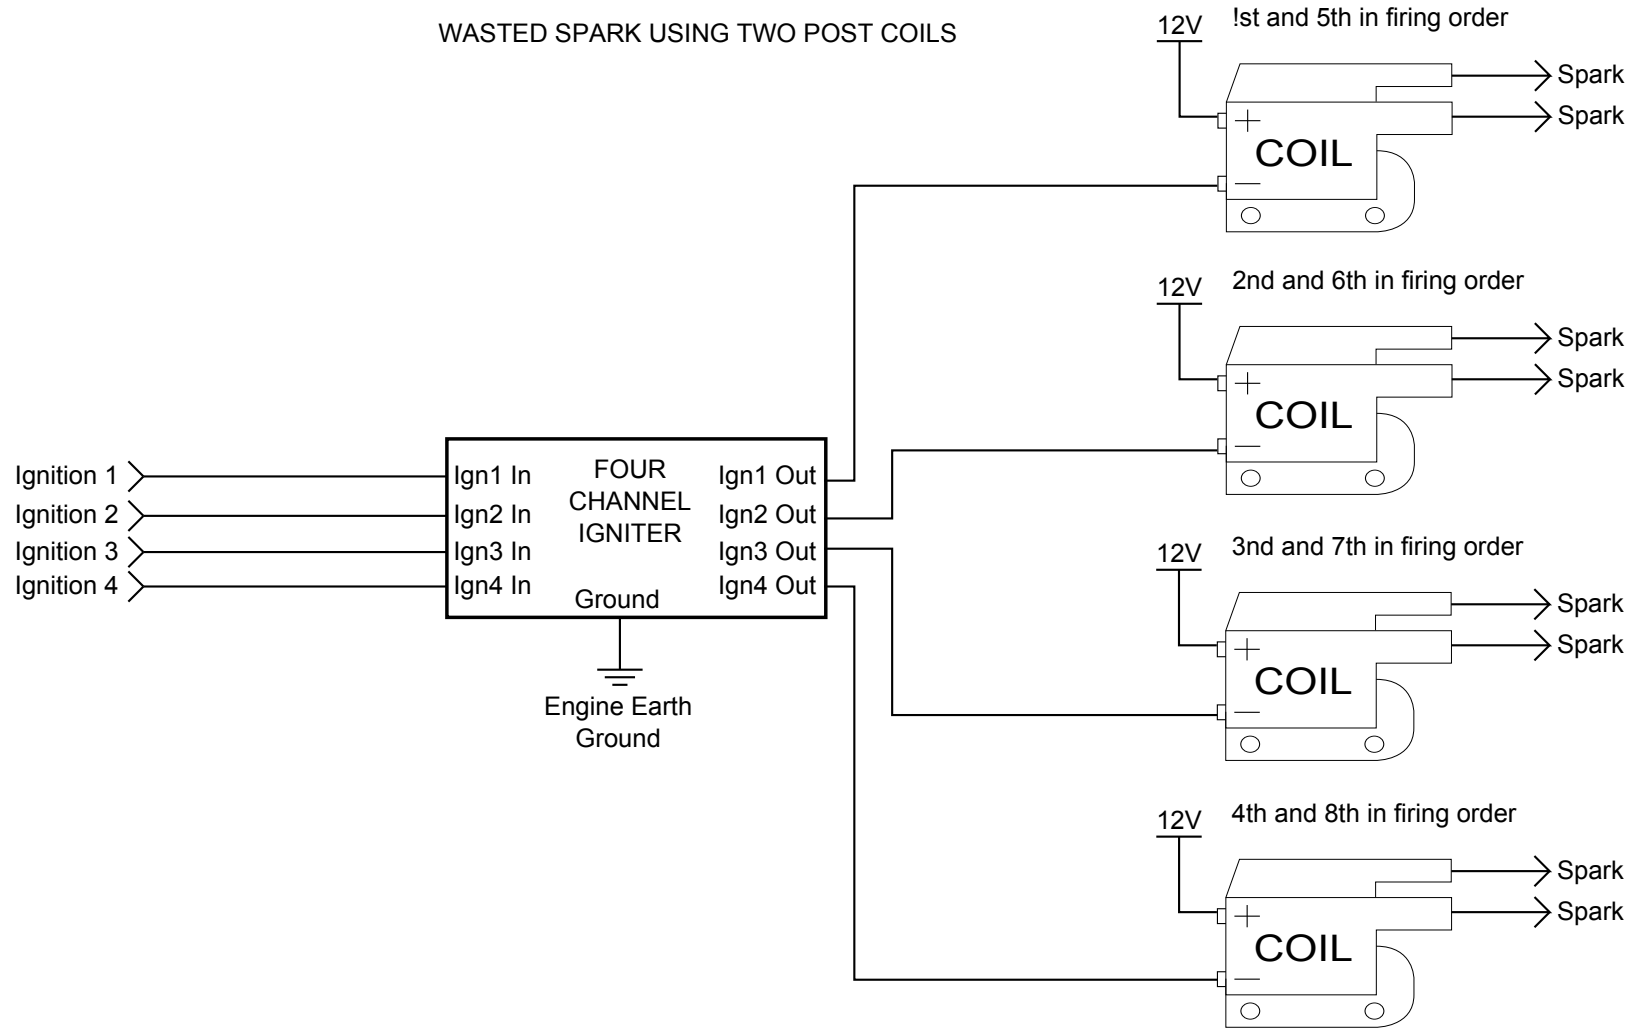 WASTED SPARK USING TWO POST COILS
12V
!st and 5th in firing order
Spark
Spark
+
COIL
—
12V
2nd and 6th in firing order
Spark
Spark
+
COIL
—
Ignition 1
Ignition 2
Ignition 3
Ignition 4
Ign1 In
Ign2 In
Ign3 In
Ign4 In
FOUR
CHANNEL
IGNITER
Ground
Ign1 Out
Ign2 Out
Ign3 Out
Ign4 Out
Engine Earth
Ground
12V
3nd and 7th in firing order
Spark
Spark
+
COIL
—
12V
4th and 8th in firing order
Spark
Spark
+
COIL
—